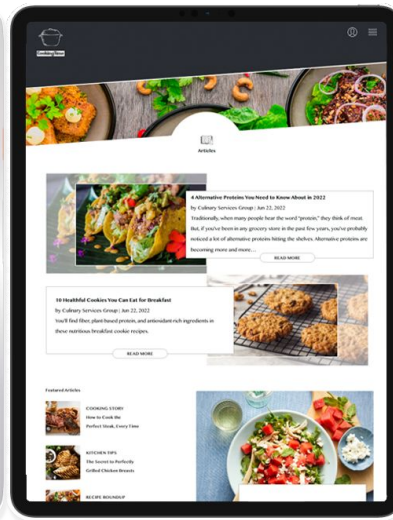 Articles
4 Alternative Proteins You Need to Know About in 2022
by Culinary Services Group | Jun 22, 2022
Traditionally, when many people hear the word "protein," they think of meat.
But, if you've been in any grocery store in the past few years, you've probably
noticed a lot of alternative proteins hitting the shelves. Alternative proteins are
becoming more and more...
READ MORE
10 Healthful Cookies You Can Eat for Breakfast
by Culinary Services Group | Jun 22, 2022
You'll find fiber, plant-based protein, and antioxidant-rich ingredients in
these nutritious breakfast cookie recipes.
READ MORE
Featured Articles
COOKING STORY
How to Cook the
Perfect Steak, Every Time
KITCHEN TIPS
The Secret to Perfectly
Grilled Chicken Breasts
RECIPE ROUNDUP